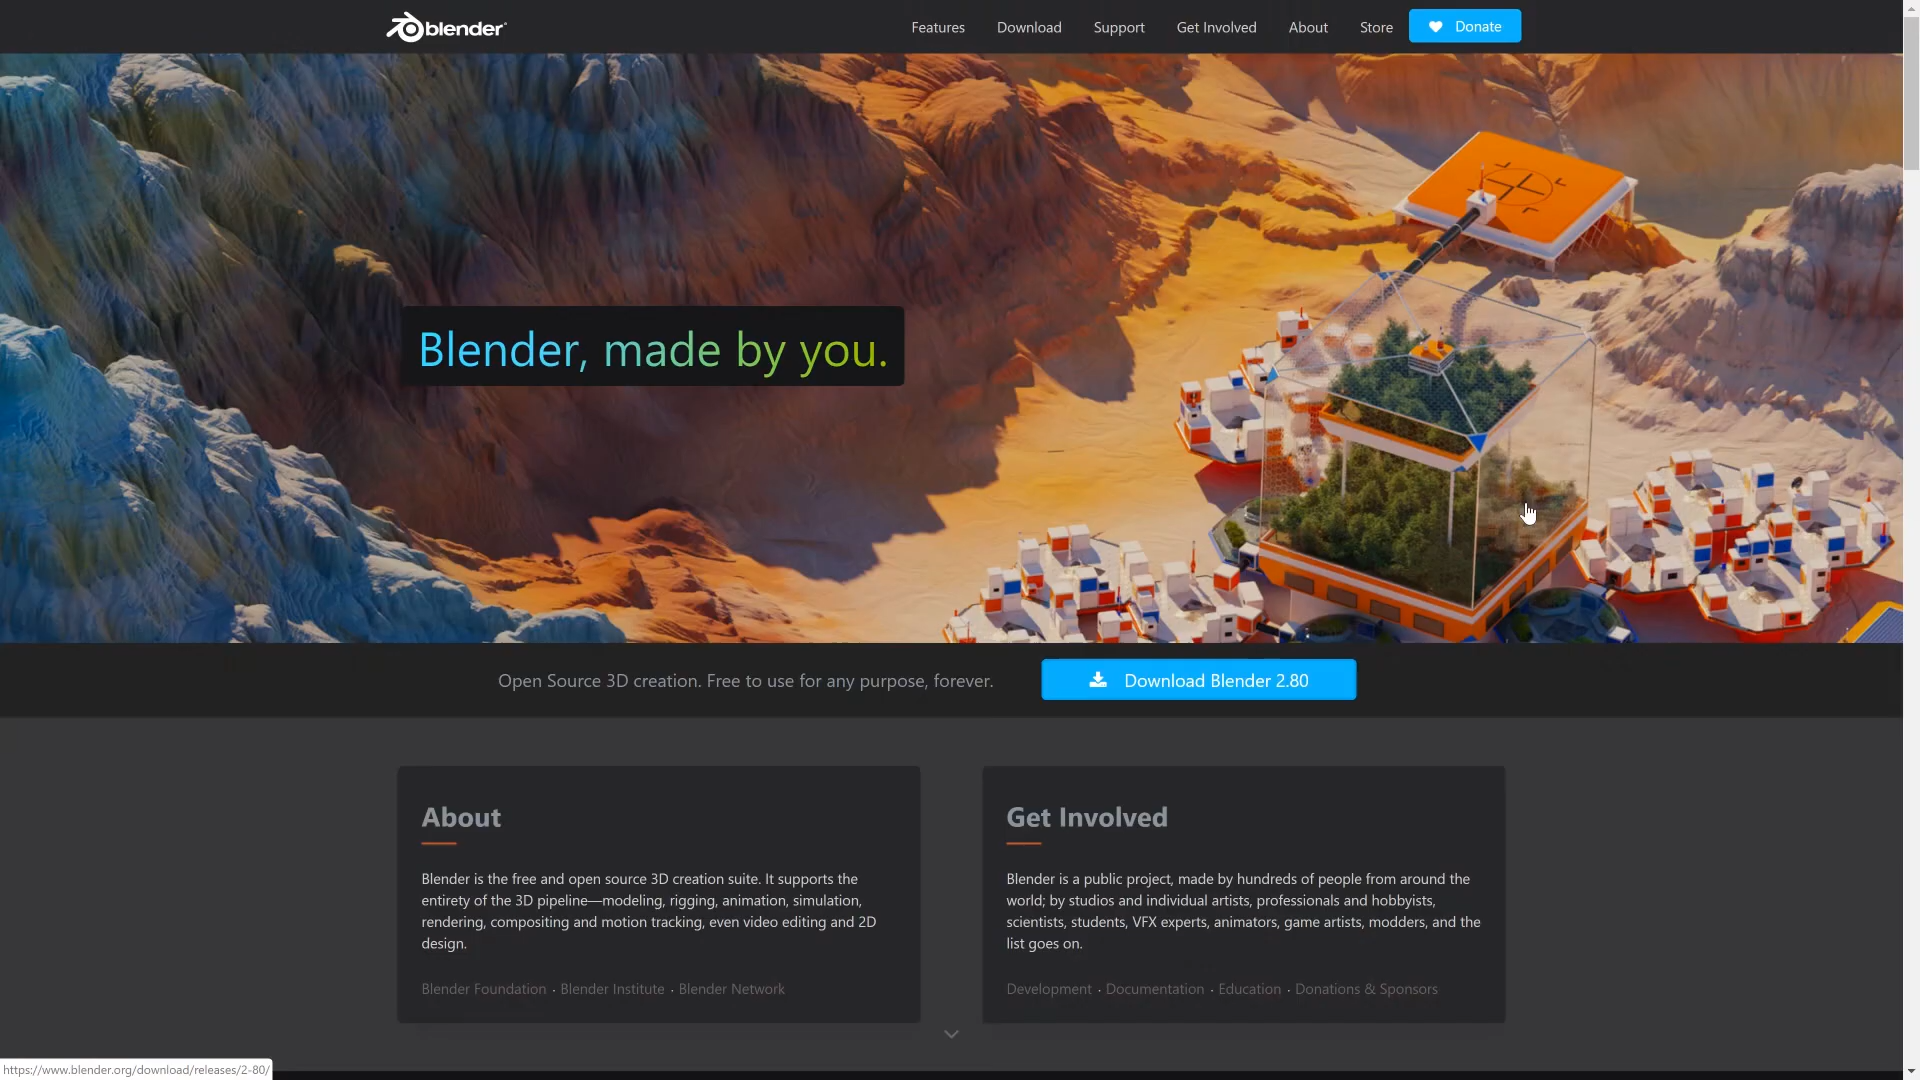 blender
Features
Download
Support
Get Involved
About
Store
Donate
Blender, made by you.
Open Source 3D creation. Free to use for any purpose, forever.
Download Blender 2.80
About
Blender is the free and open source 3D creation suite. It supports the
entirety of the 3D pipeline—modeling, rigging, animation, simulation,
rendering, compositing and motion tracking, even video editing and 2D
design.
Blender Foundation · Blender Institute · Blender Network
Get Involved
Blender is a public project, made by hundreds of people from around the
world; by studios and individual artists, professionals and hobbyists,
scientists, students, VFX experts, animators, game artists, modders, and the
list goes on.
Development · Documentation · Education · Donations & Sponsors
https://www.blender.org/download/releases/2-80/